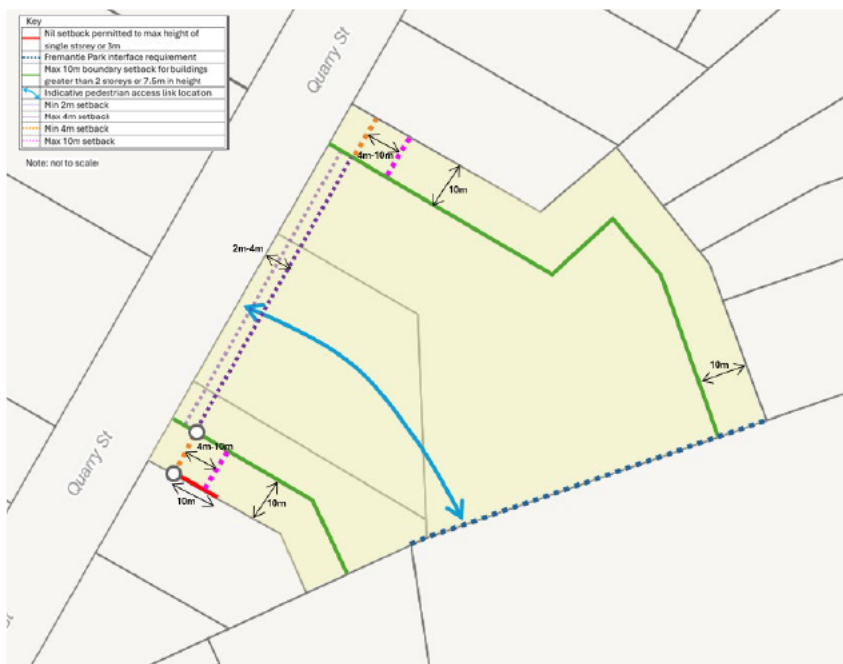 Key
Nil setback permitted to max height of
single storey or 3m
Fremantle Park interface requirement
Max 10m boundary setback for buildings
greater than 2 storeys or 7.5m in height
Indicative pedestrian access link location
Min 2m setback
Max 4m setback
Min 4m setback
Max 10m setback
Note: not to scale
Quarry St
4m-10m
10m
2m-4m
10m
Quarry St
4m-10m
10m
10m
St